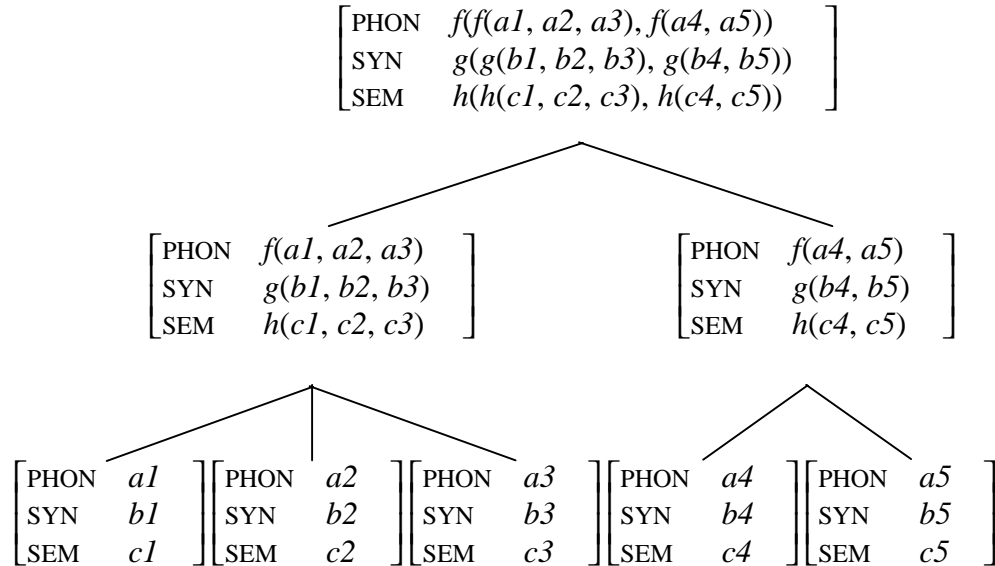 PHON f(f(a1, a2, a3), f(a4, a5))
SYN g(g(b1, b2, b3), g(b4, b5))
SEM h(h(c1, c2, c3), h(c4, c5))
PHON f(a1, a2, a3)
SYN g(b1, b2, b3)
SEM h(c1, c2, c3)
PHON f(a4, a5)
SYN g(b4, b5)
SEM h(c4, c5)
PHON a1
SYN b1
SEM c1
PHON a2
SYN b2
SEM c2
PHON a3
SYN b3
SEM c3
PHON a4
SYN b4
SEM c4
PHON a5
SYN b5
SEM c5